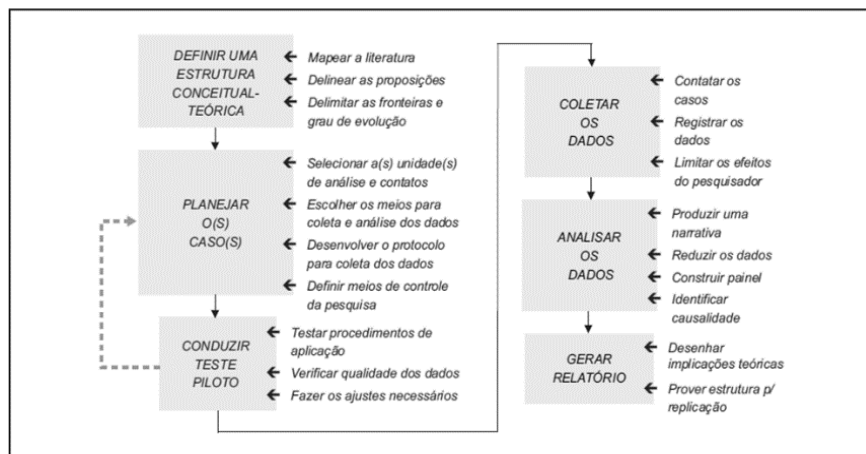 DEFINIR UMA
ESTRUTURA
CONCEITUAL-
TEÓRICA
Mapear a literatura
Delinear as proposições
Delimitar as fronteiras e
grau de evolução
PLANEJAR
O(S)
CASO(S)
Selecionar a(s) unidade(s)
de análise e contatos
Escolher os meios para
coleta e análise dos dados
Desenvolver o protocolo
para coleta dos dados
Definir meios de controle
da pesquisa
CONDUZIR
TESTE
PILOTO
Testar procedimentos de
aplicação
Verificar qualidade dos dados
Fazer os ajustes necessários
COLETAR
OS
DADOS
Contatar os
casos
Registrar os
dados
Limitar os efeitos
do pesquisador
ANALISAR
OS
DADOS
Produzir uma
narrativa
Reduzir os dados
Construir painel
Identificar
causalidade
GERAR
RELATÓRIO
Desenhar
implicações teóricas
Prover estrutura p/
replicação